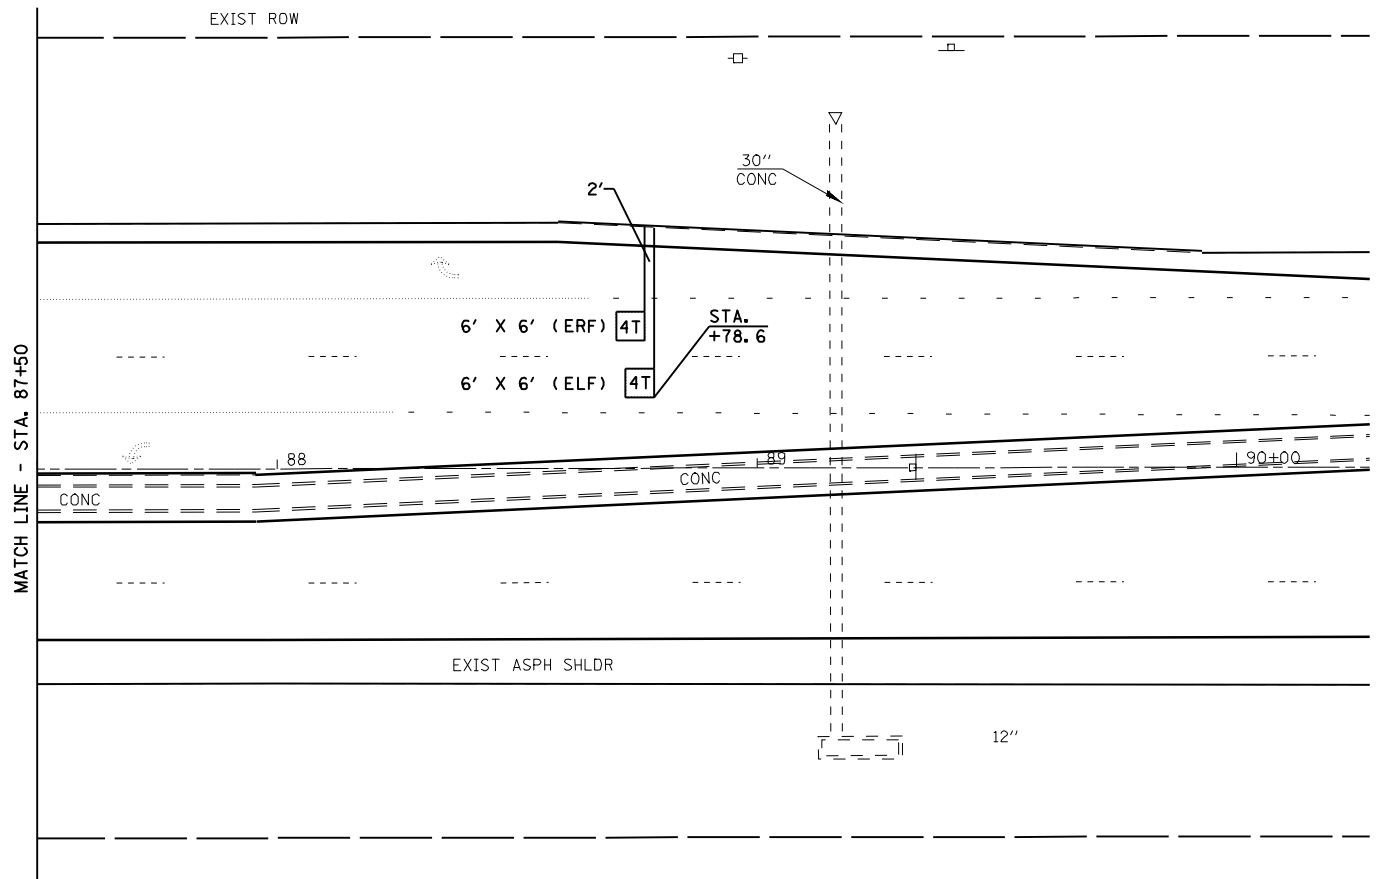 EXIST ROW
30"
CONC
2'
6' X 6' (ERF) 4T
STA.
+78.6
6' X 6' (ELF) 4T
MATCH LINE - STA. 87+50
88
89
90+00
CONC
CONC
EXIST ASPH SHLDR
12"